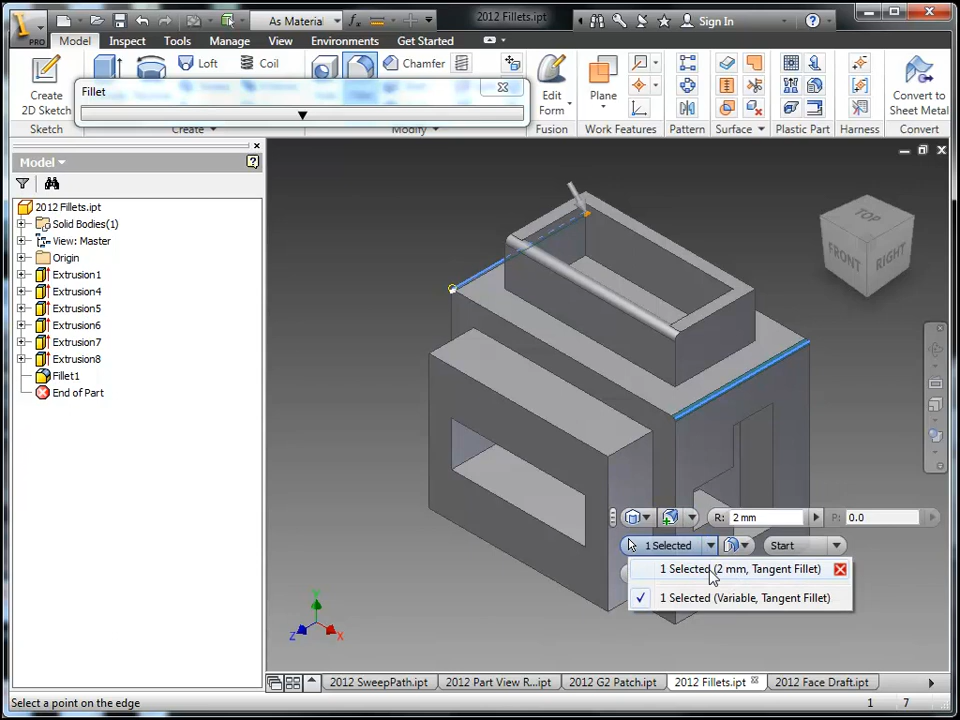 As Material
2012 Fillets.ipt
Sign In
PRO
Model
Inspect
Tools
Manage
View
Environments
Get Started
Create
2D Sketch
Loft
Coil
Chamfer
Edit
Form
Plane
Convert to
Sheet Metal
Fillet
Sketch
Create
Modify
Fusion
Work Features
Pattern
Surface
Plastic Part
Harness
Convert
Model
2012 Fillets.ipt
Solid Bodies(1)
View: Master
Origin
Extrusion1
Extrusion4
Extrusion5
Extrusion6
Extrusion7
Extrusion8
Fillet1
End of Part
TOP
FRONT
RIGHT
R: 2 mm
P: 0.0
1 Selected
Start
1 Selected (2 mm, Tangent Fillet)
1 Selected (Variable, Tangent Fillet)
Y
Z
X
2012 SweepPath.ipt
2012 Part View R...ipt
2012 G2 Patch.ipt
2012 Fillets.ipt
2012 Face Draft.ipt
Select a point on the edge
1
7